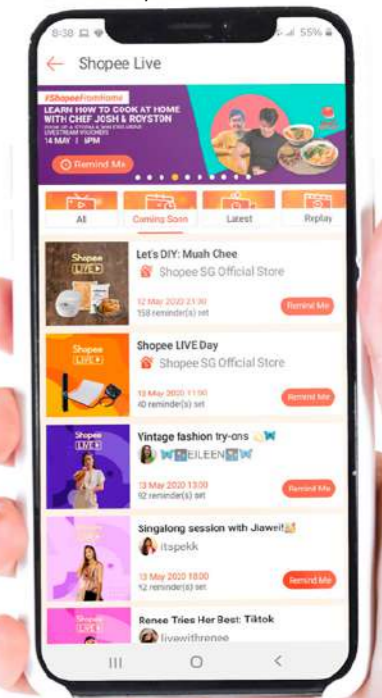 8:30
55%
Shopee Live
#ShopeeFromHome
LEARN HOW TO COOK AT HOME
WITH CHEF JOSH & ROYSTON
LIVESTREAM VOUCHERS
14 MAY | 6PM
Remind Me
All
Coming Soon
Latest
Replay
Shopee
LIVE
Let's DIY: Muah Chee
Shopee SG Official Store
12 May 2020 21:30
158 reminder(s) set
Remind Me
Shopee
LIVE
Shopee LIVE Day
Shopee SG Official Store
13 May 2020 11:00
40 reminder(s) set
Remind Me
Shopee
LIVE
Vintage fashion try-ons
EILEEN
13 May 2020 13:00
92 reminder(s) set
Remind Me
Shopee
LIVE
Singalong session with Jiawei!
itspekk
13 May 2020 18:00
92 reminder(s) set
Remind Me
Shopee
LIVE
Renee Tries Her Best: Tiktok
livewithrenee